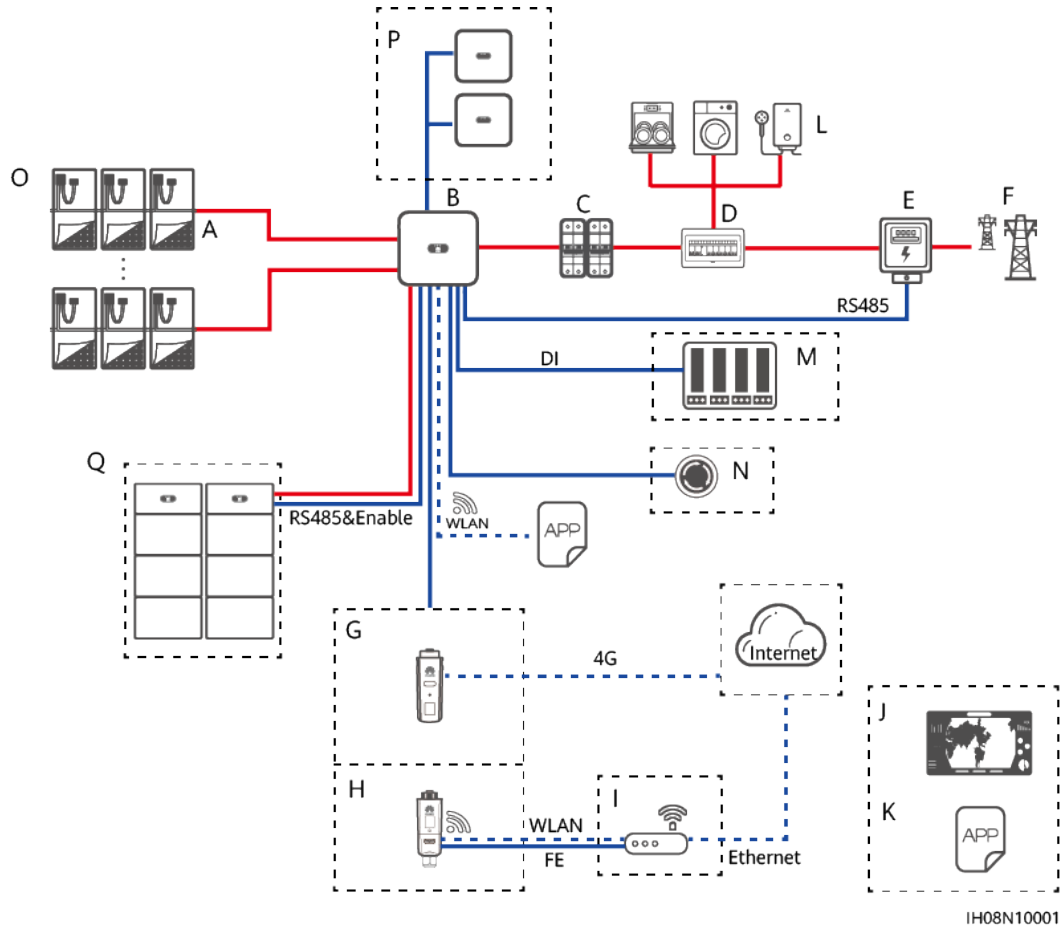 P
L
O
A
B
C
D
E
F
RS485
DI
M
N
Q
RS485&Enable
WLAN
APP
G
4G
Internet
J
H
I
WLAN
FE
Ethernet
K
APP
IH08N10001